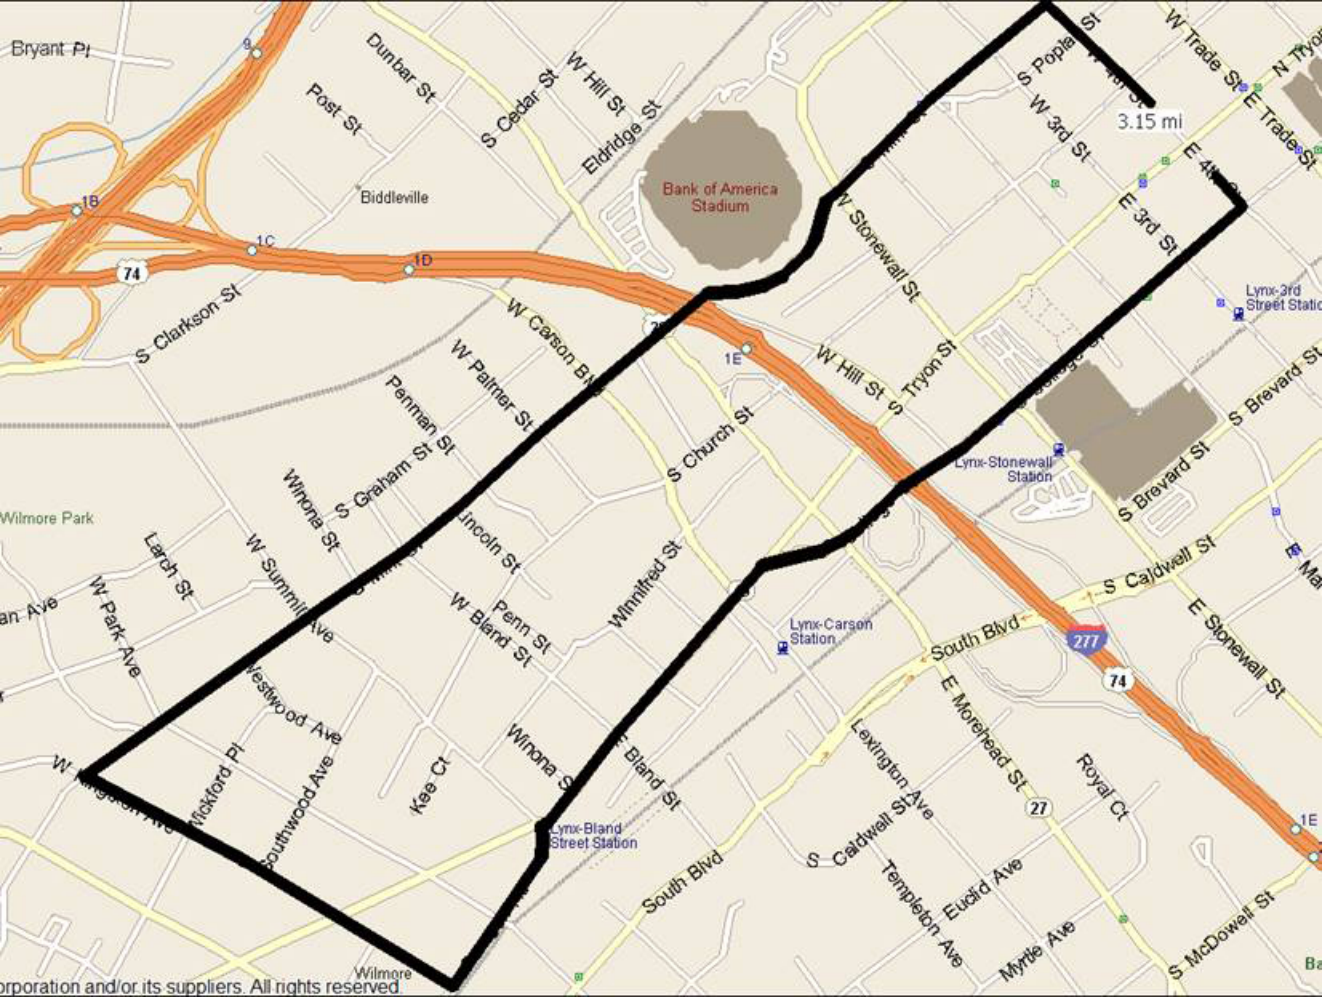 Bryant Pl
9
Dunbar St
W Hill St
S Cedar St
Post St
Eldridge St
S Poplar St
W 4th St
W Trade St
N Tryon
3.15 mi
W 3rd St
E Trade St
E 4th St
E 3rd St
Bank of America
Stadium
Biddleville
1B
1C
1D
74
S Clarkson St
W Stonewall St
Lynx-3rd
Street Station
W Carson Blvd
W Palmer St
1E
W Hill St
S Tryon St
Penman St
S Graham St
S Church St
S Brevard St
Lynx-Stonewall
Station
S Brevard St
Winona St
Wilmore Park
Lincoln St
Larch St
W Summit Ave
Winnifred St
S Caldwell St
W Park Ave
Penn St
W Bland St
Lynx-Carson
Station
South Blvd
277
74
E Stonewall St
E Morehead St
Westwood Ave
Wickford Pl
Southwood Ave
Kee Ct
Winona St
E Bland St
Lexington Ave
Royal Ct
27
1E
W Kingston Ave
Lynx-Bland
Street Station
S Caldwell St
South Blvd
Templeton Ave
Euclid Ave
Myrtle Ave
S McDowell St
Wilmore
orporation and/or its suppliers. All rights reserved.